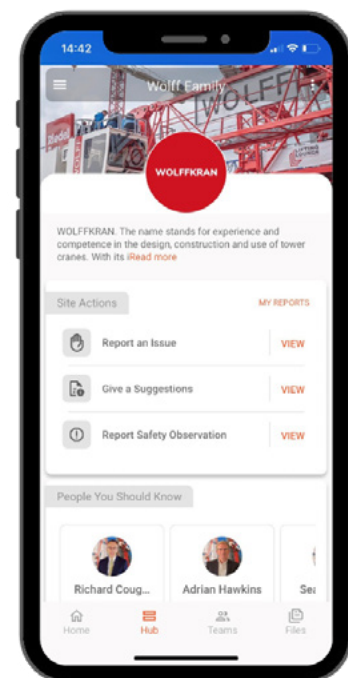 14:42
Wolff Family
WOLFF
WOLFFKRAN
WOLFFKRAN. The name stands for experience and
competence in the design, construction and use of tower
cranes. With its iRead more
Site Actions
MY REPORTS
Report an Issue
VIEW
Give a Suggestions
VIEW
Report Safety Observation
VIEW
People You Should Know
Richard Coug...
Adrian Hawkins
Home
Hub
Teams
Files